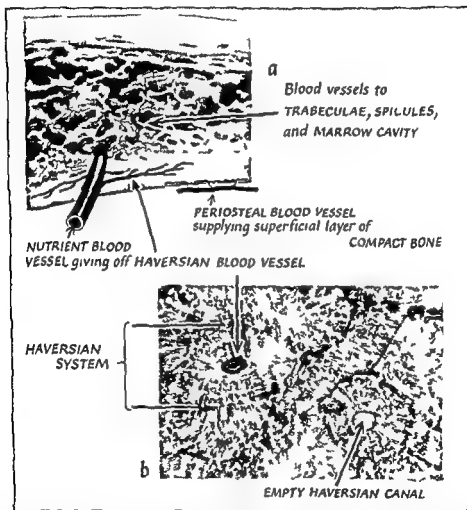 a
Blood vessels to
TRABECULAE, SPILULES,
and MARROW CAVITY
PERIOSTEAL BLOOD VESSEL
supplying superficial layer of
COMPACT BONE
NUTRIENT BLOOD
VESSEL giving off HAVERSIAN BLOOD VESSEL
HAVERSIAN
SYSTEM
b
EMPTY HAVERSIAN CANAL